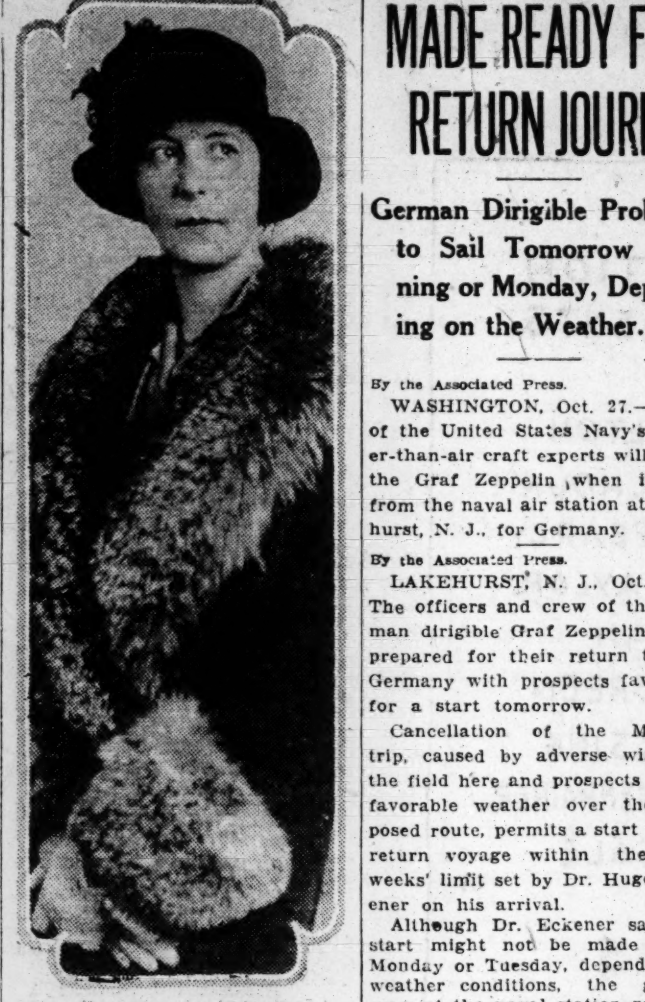 MADE READY F
RETURN JOUR
German Dirigible Pro
to Sail Tomorrow
ning or Monday, De
ing on the Weather.
By the Associated Press.
WASHINGTON, Oct. 27.—
of the United States Navy's
er-than-air craft experts will
the Graf Zeppelin when i
from the naval air station at
hurst, N. J., for Germany.
By the Associated Press.
LAKEHURST, N. J., Oct.
The officers and crew of th
man dirigible Graf Zeppelin
prepared for their return t
Germany with prospects fav
for a start tomorrow.
Cancellation of the M
trip, caused by adverse wi
the field here and prospects
favorable weather over th
posed route, permits a start
return voyage within the
weeks' limit set by Dr. Hug
ener on his arrival.
Although Dr. Eckener sa
start might not be made
Monday or Tuesday, depend
weather conditions, the